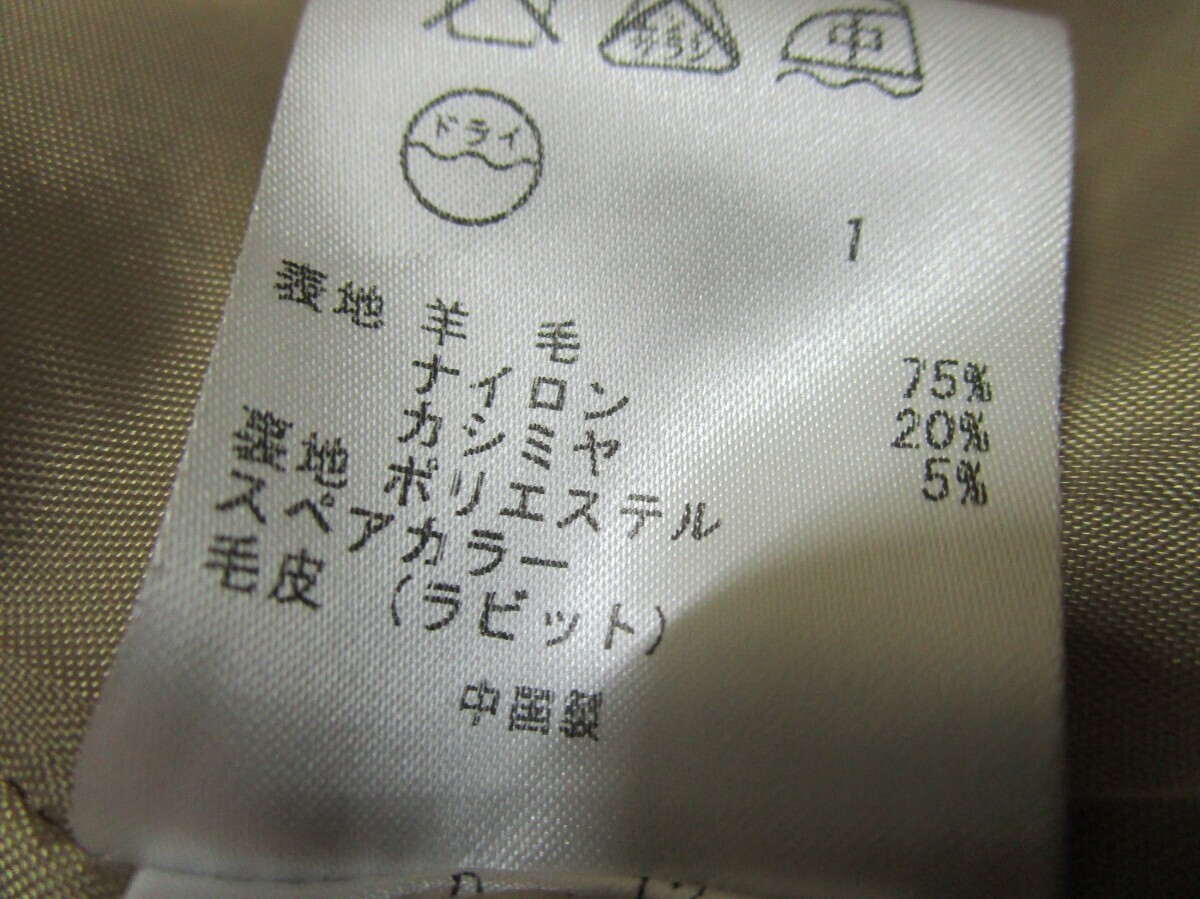 中
ドライ
1
表地 羊 毛 75%
ナイロン 20%
カシミヤ 5%
裏地 ポリエステル
スペアカラー
毛皮 (ラビット)
中国製